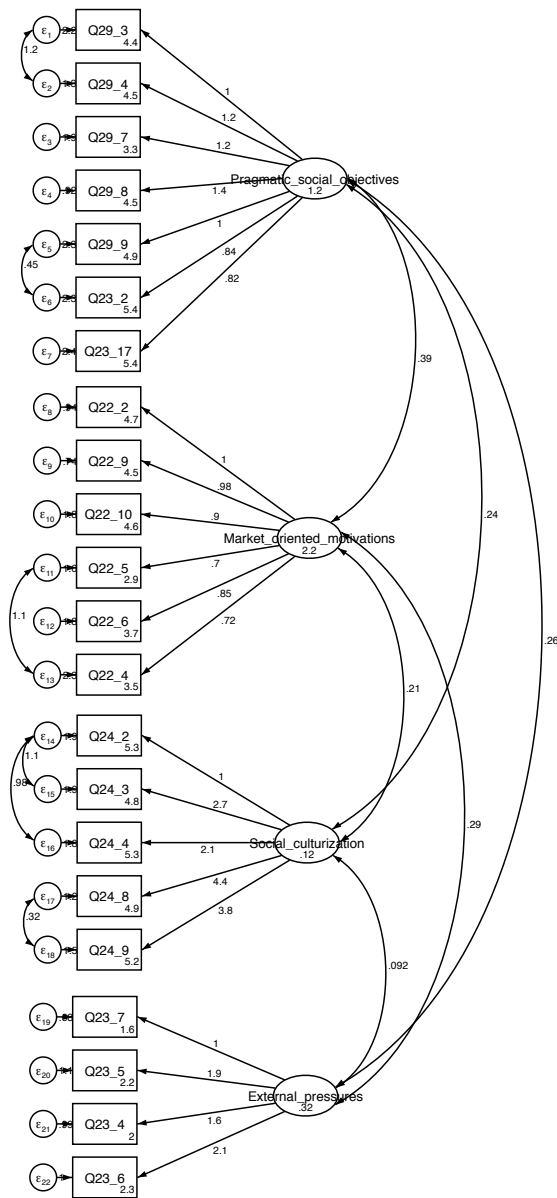 ε1
Q29_3
4.4
1.2
1
ε2
Q29_4
4.5
1.2
ε3
Q29_7
3.3
1.2
Pragmatic_social_objectives
1.2
ε4
Q29_8
4.5
1.4
ε5
Q29_9
4.9
1
.45
.84
ε6
Q23_2
5.4
.82
ε7
Q23_17
5.4
.39
ε8
Q22_2
4.7
1
ε9
Q22_9
4.5
.98
ε10
Q22_10
4.6
.9
.24
Market_oriented_motivations
2.2
ε11
Q22_5
2.9
.7
1.1
ε12
Q22_6
3.7
.85
.72
.26
ε13
Q22_4
3.5
.21
ε14
Q24_2
5.3
1.1
1
.98
ε15
Q24_3
4.8
2.7
ε16
Q24_4
5.3
2.1
Social_culturization
.12
.29
ε17
Q24_8
4.9
4.4
.32
3.8
ε18
Q24_9
5.2
.092
ε19
Q23_7
1.6
1
ε20
Q23_5
2.2
1.9
External_pressures
.32
ε21
Q23_4
2
1.6
2.1
ε22
Q23_6
2.3